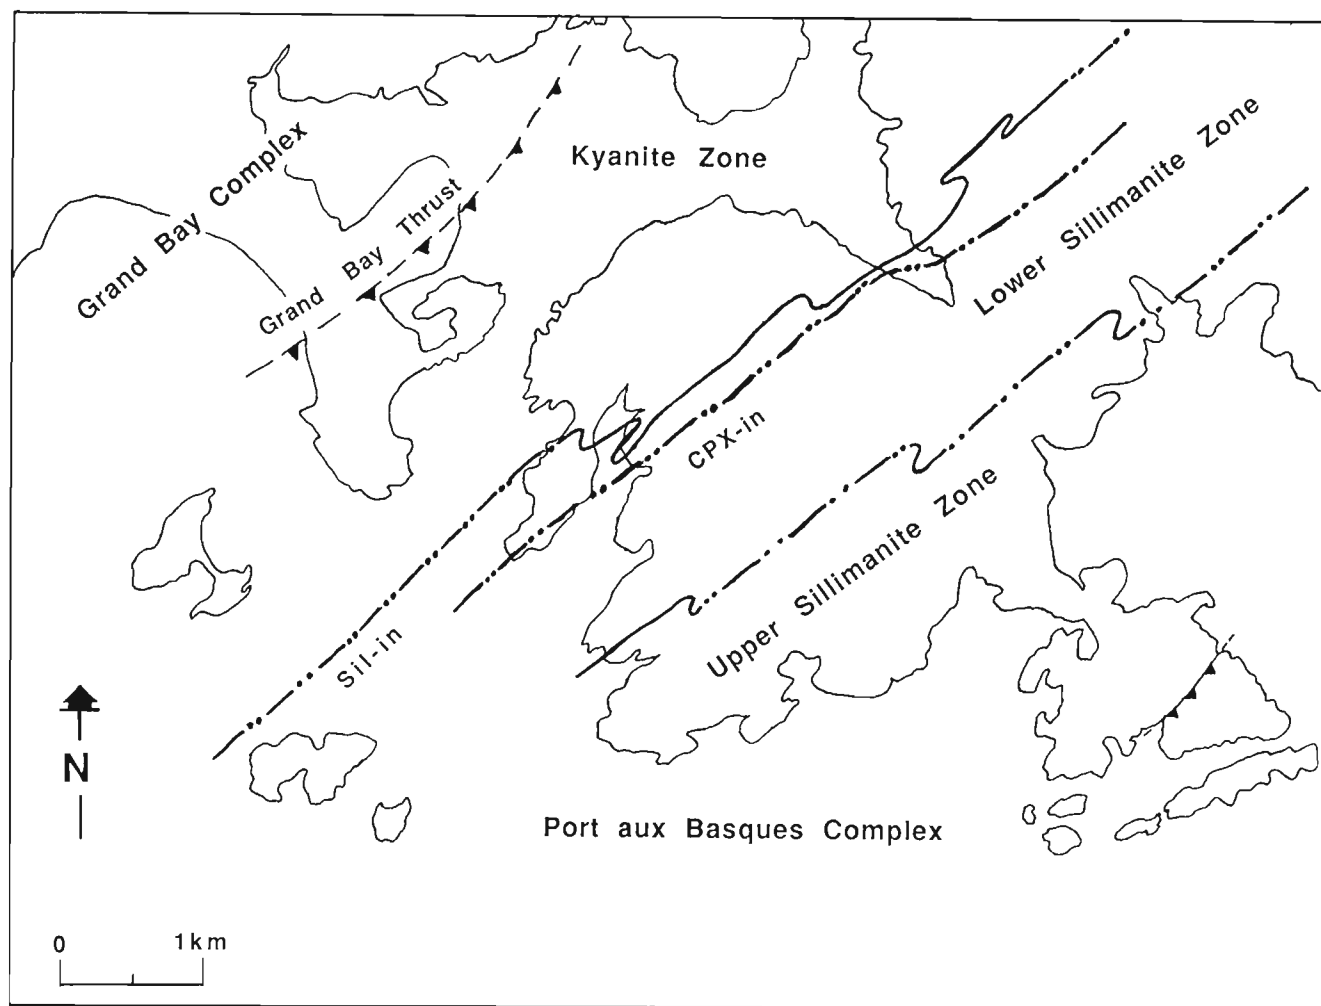 Kyanite Zone
Grand Bay Complex
Grand Bay Thrust
Lower Sillimanite Zone
CPX-in
Upper Sillimanite Zone
Sil-in
N
Port aux Basques Complex
0 1km